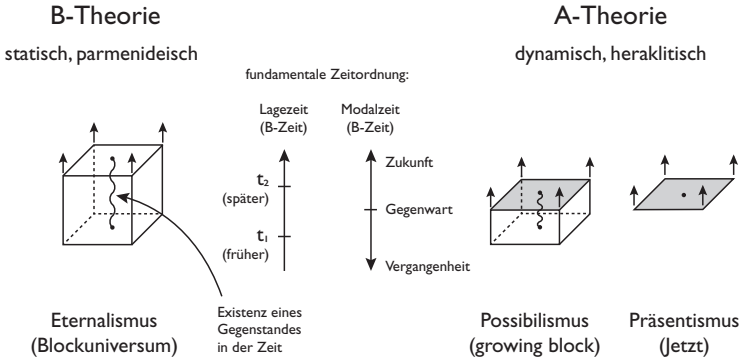 B-Theorie
statisch, parmenideisch
A-Theorie
dynamisch, heraklitisch
fundamentale Zeitordnung:
Lagezeit
(B-Zeit)
Modalzeit
(B-Zeit)
t₂
(später)
t₁
(früher)
Zukunft
Gegenwart
Vergangenheit
Eternalismus
(Blockuniversum)
Existenz eines
Gegenstandes
in der Zeit
Possibilismus
(growing block)
Präsentismus
(Jetzt)